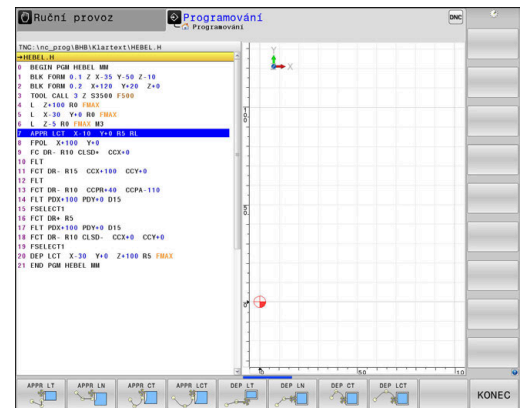 Ruční provoz
Programování
Programování
DNC
TNC:\nc_prog\BHB\Klartext\HEBEL.H
→HEBEL.H
0 BEGIN PGM HEBEL MM
1 BLK FORM 0.1 Z X-35 Y-50 Z-10
2 BLK FORM 0.2 X+120 Y+20 Z+0
3 TOOL CALL 3 Z S3500 F500
4 L Z+100 R0 FMAX
5 L X-30 Y+0 R0 FMAX
6 L Z-5 R0 FMAX M3
7 APPR LCT X-10 Y+0 R5 RL
8 FPOL X+100 Y+0
9 FC DR- R10 CLSD+ CCX+0
10 FLT
11 FCT DR- R15 CCX+100 CCY+0
12 FLT
13 FCT DR- R10 CCPR+40 CCPA-110
14 FLT PDX+100 PDY+0 D15
15 FSELECT1
16 FCT DR+ R5
17 FLT PDX+100 PDY+0 D15
18 FCT DR- R10 CLSD- CCX+0 CCY+0
19 FSELECT1
20 DEP LCT X-30 Y+0 Z+100 R5 FMAX
21 END PGM HEBEL MM
Y
X
100
50
0
0
50
10
APPR LT
APPR LN
APPR CT
APPR LCT
DEP LT
DEP LN
DEP CT
DEP LCT
KONEC